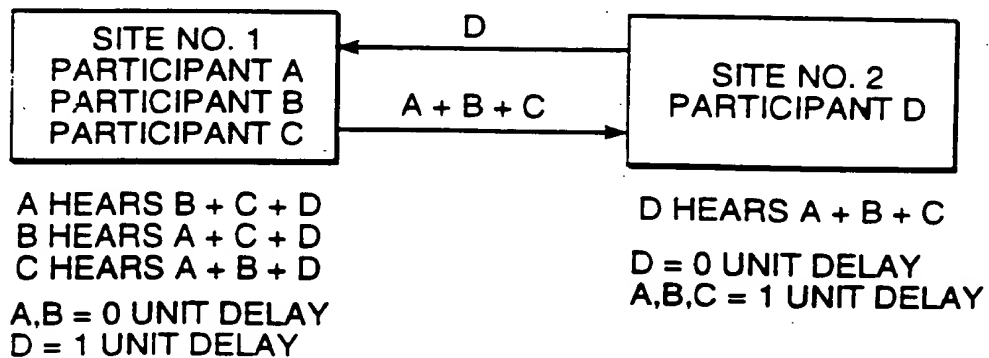 SITE NO. 1
PARTICIPANT A
PARTICIPANT B
PARTICIPANT C
D
A + B + C
SITE NO. 2
PARTICIPANT D
A HEARS B + C + D
B HEARS A + C + D
C HEARS A + B + D
A,B = 0 UNIT DELAY
D = 1 UNIT DELAY
D HEARS A + B + C
D = 0 UNIT DELAY
A,B,C = 1 UNIT DELAY